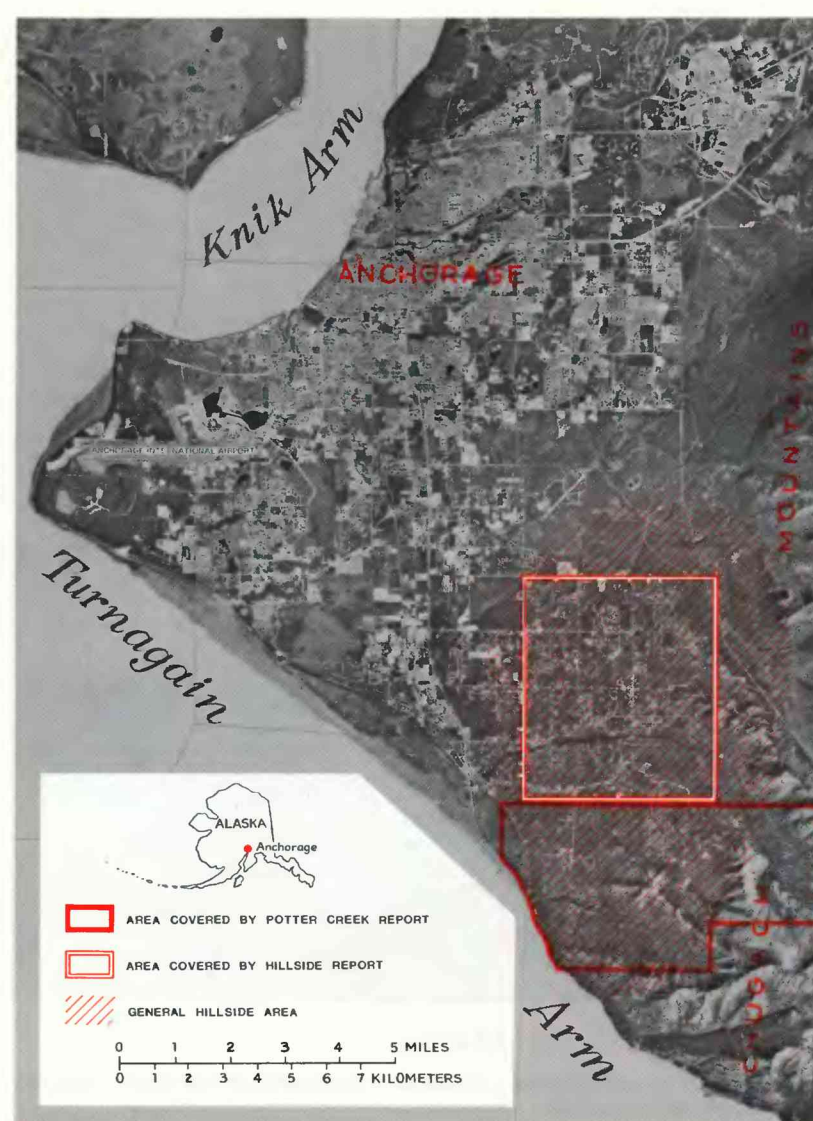 Knik Arm
ANCHORAGE
MOUNTAINS
ANCHORAGE INTERNATIONAL AIRPORT
Turnagain
Arm
CHUGACH
ALASKA
Anchorage
AREA COVERED BY POTTER CREEK REPORT
AREA COVERED BY HILLSIDE REPORT
GENERAL HILLSIDE AREA
0 1 2 3 4 5 MILES
0 1 2 3 4 5 6 7 KILOMETERS